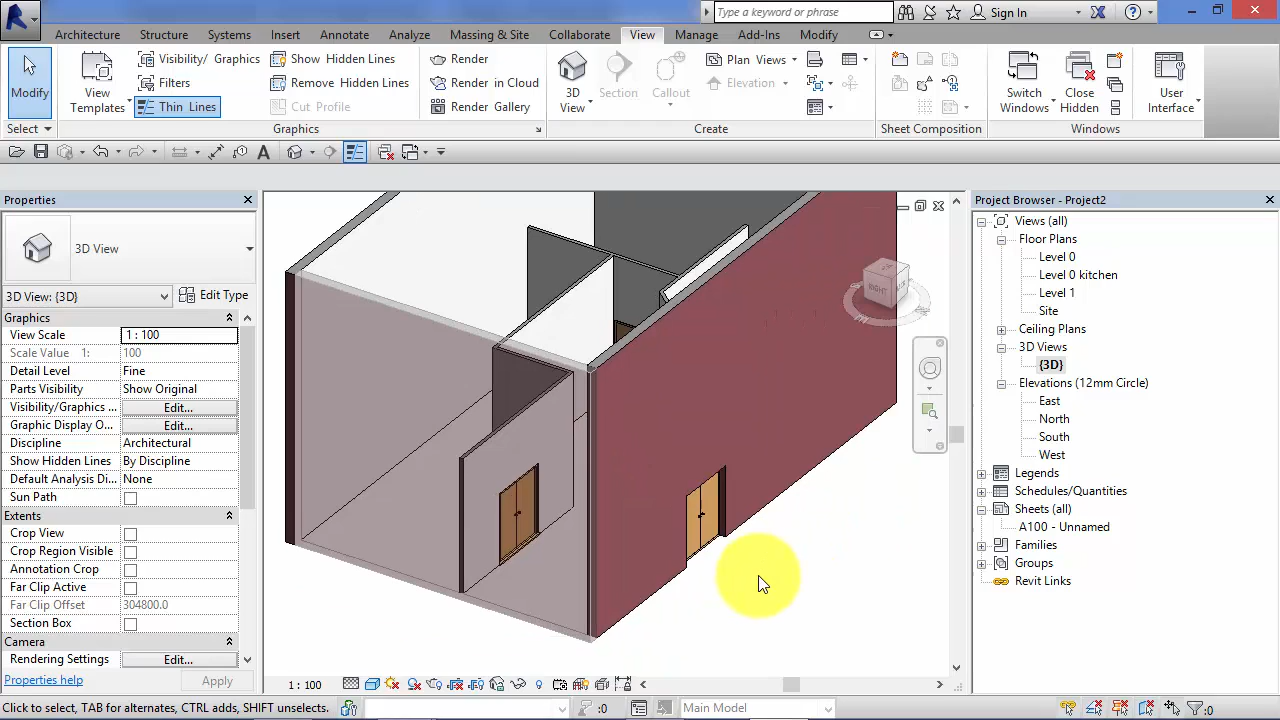 Type a keyword or phrase
Sign In
Architecture Structure Systems Insert Annotate Analyze Massing & Site Collaborate View Manage Add-Ins Modify
Modify
View Templates
Visibility/ Graphics
Filters
Thin Lines
Show Hidden Lines
Remove Hidden Lines
Cut Profile
Render
Render in Cloud
Render Gallery
3D View
Section
Callout
Plan Views
Elevation
Switch Windows
Close Hidden
User Interface
Select
Graphics
Create
Sheet Composition
Windows
Properties
3D View
3D View: {3D}
Edit Type
Graphics
View Scale 1 : 100
Scale Value 1: 100
Detail Level Fine
Parts Visibility Show Original
Visibility/Graphics ... Edit...
Graphic Display O... Edit...
Discipline Architectural
Show Hidden Lines By Discipline
Default Analysis Di... None
Sun Path
Extents
Crop View
Crop Region Visible
Annotation Crop
Far Clip Active
Far Clip Offset 304800.0
Section Box
Camera
Rendering Settings Edit...
Properties help
Apply
RIGHT
1 : 100
Project Browser - Project2
Views (all)
Floor Plans
Level 0
Level 0 kitchen
Level 1
Site
Ceiling Plans
3D Views
{3D}
Elevations (12mm Circle)
East
North
South
West
Legends
Schedules/Quantities
Sheets (all)
A100 - Unnamed
Families
Groups
Revit Links
Click to select, TAB for alternates, CTRL adds, SHIFT unselects.
:0
Main Model
:0